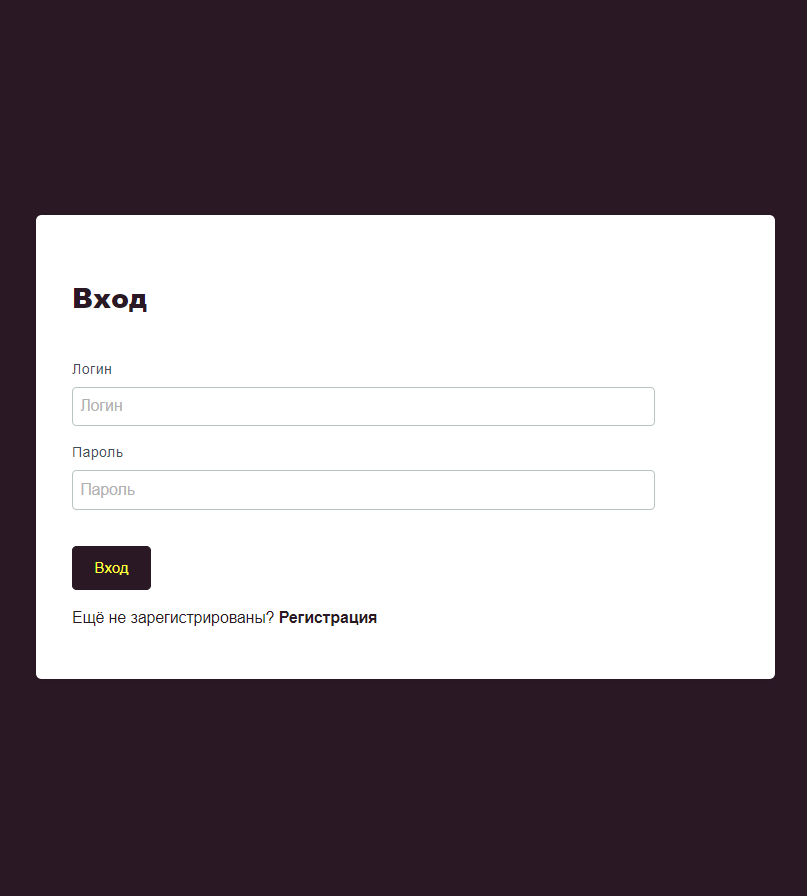 Вход
Логин
Логин
Пароль
Пароль
Вход
Ещё не зарегистрированы? Регистрация